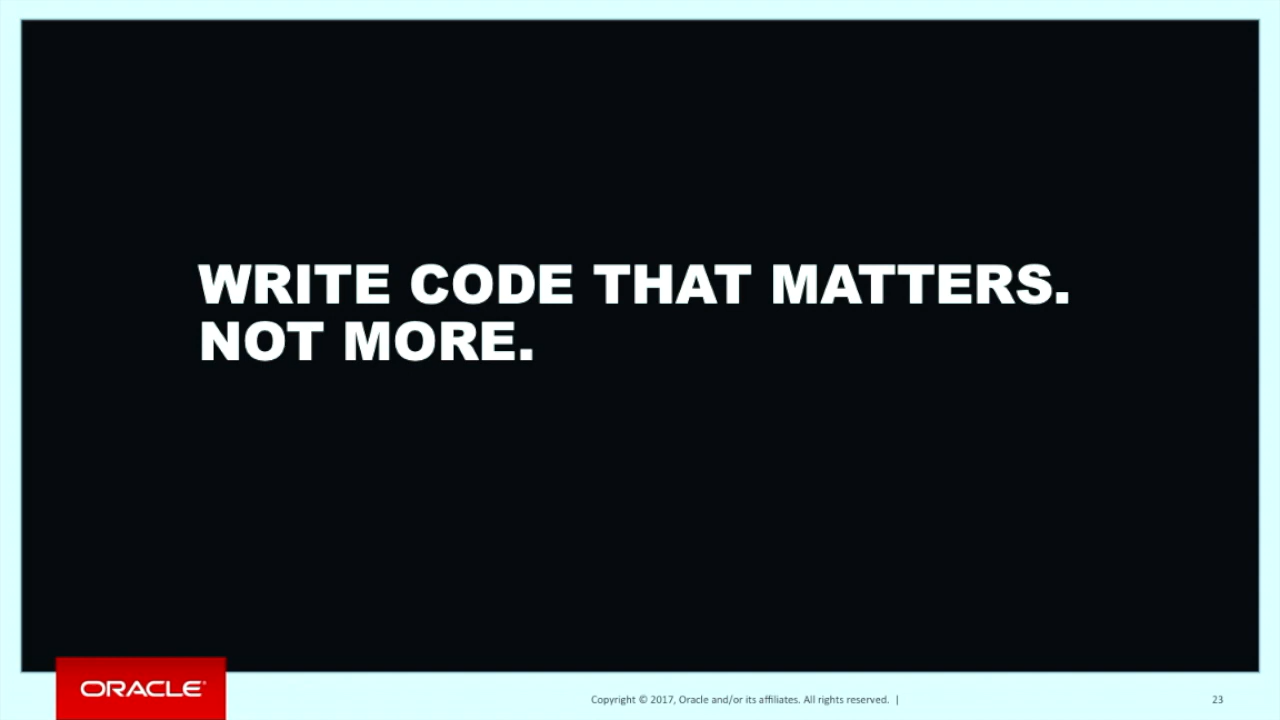 WRITE CODE THAT MATTERS.
NOT MORE.
ORACLE®
Copyright © 2017, Oracle and/or its affiliates. All rights reserved. |
23